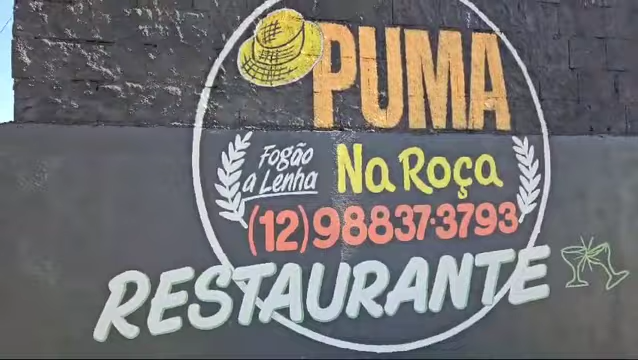 PUMA
Fogão
a Lenha
Na Roça
(12)98837-3793
RESTAURANTE